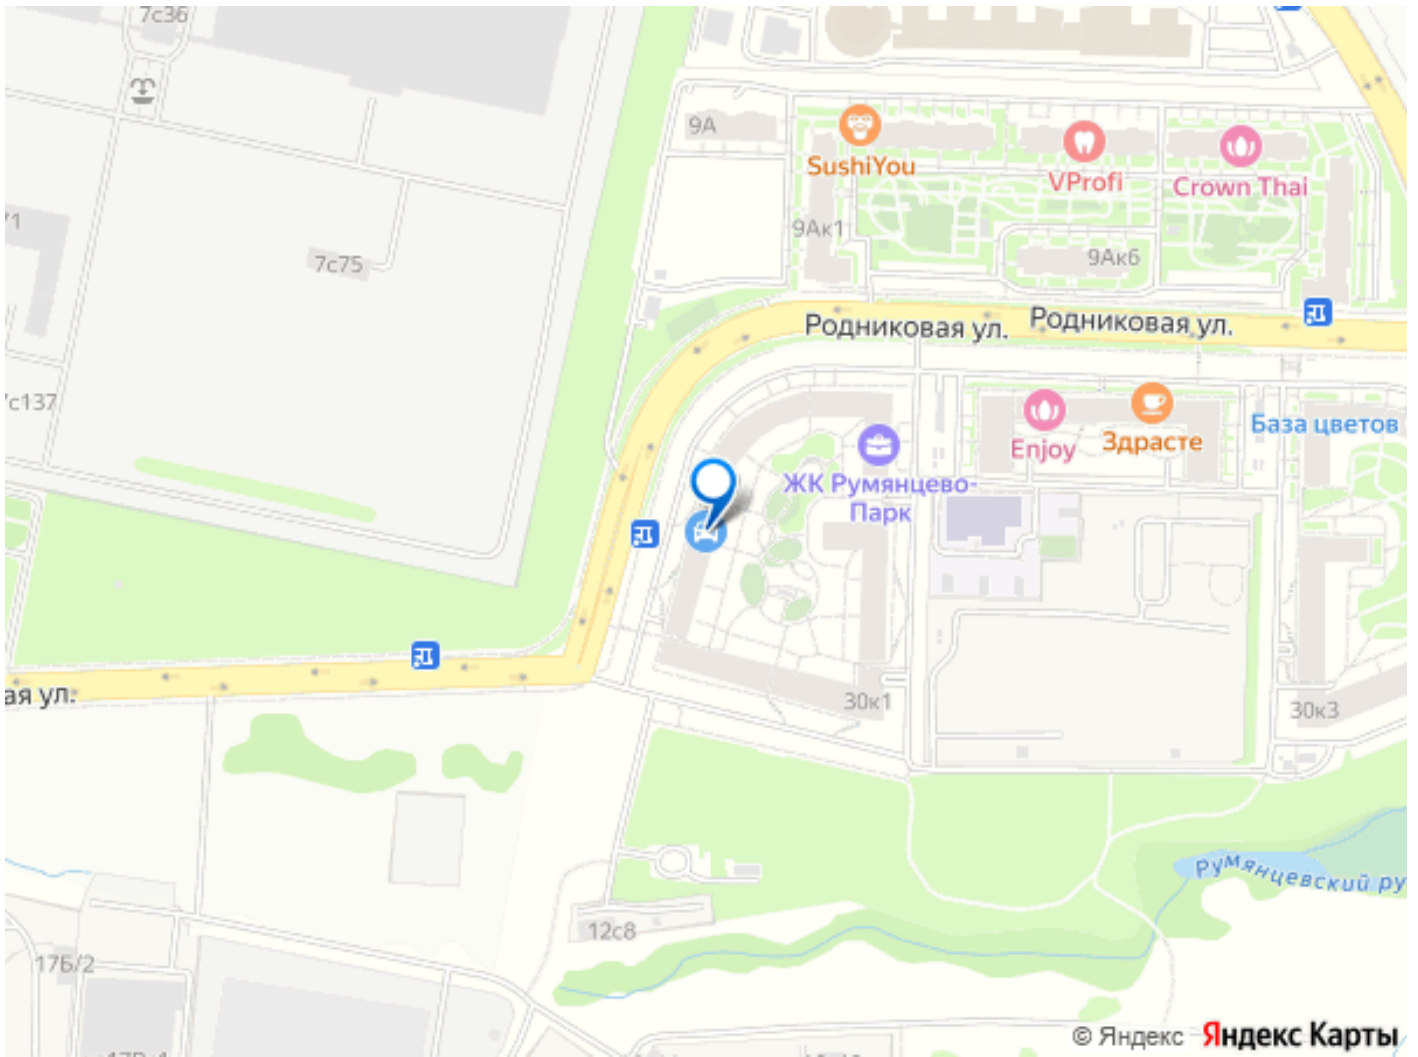 7с36
9А
SushiYou
VProfi
Crown Thai
9Ак1
9Ак6
7с75
Родниковая ул.
Родниковая ул.
7с137
Enjoy
Здрасте
База цветов
ЖК Румянцево-
Парк
ая ул.
30к1
30к3
Румянцевский ру
12с8
17Б/2
© Яндекс Яндекс Карты